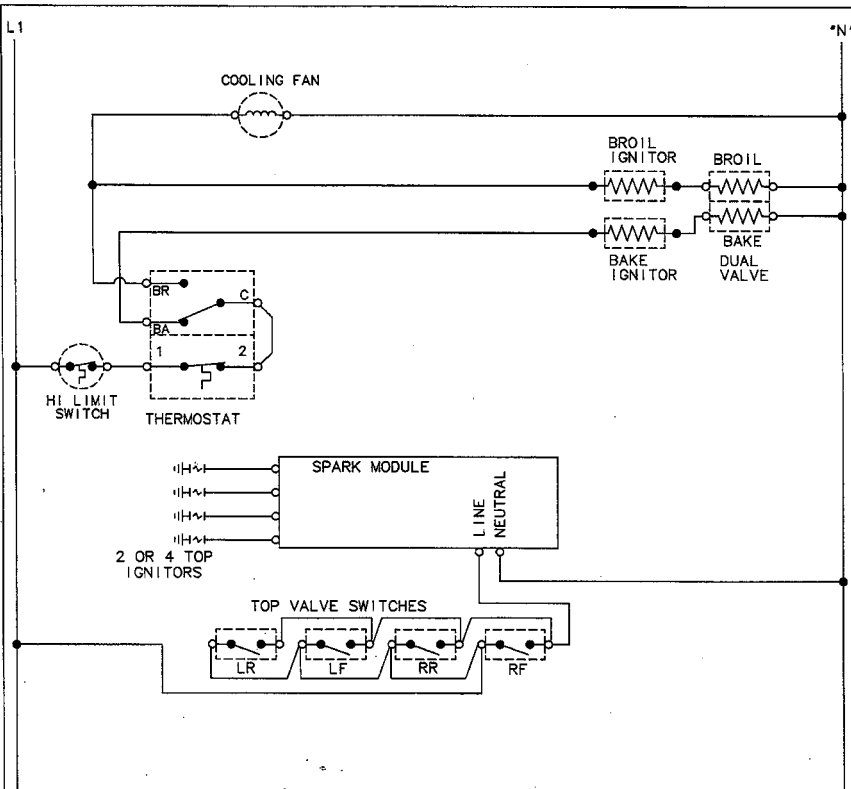 L1
"N"
COOLING FAN
BROIL
IGNITOR
BROIL
BAKE
IGNITOR
BAKE
DUAL
VALVE
BR
C
BA
1
2
HI LIMIT
SWITCH
THERMOSTAT
SPARK MODULE
LINE
NEUTRAL
2 OR 4 TOP
IGNITORS
TOP VALVE SWITCHES
LR
LF
RR
RF